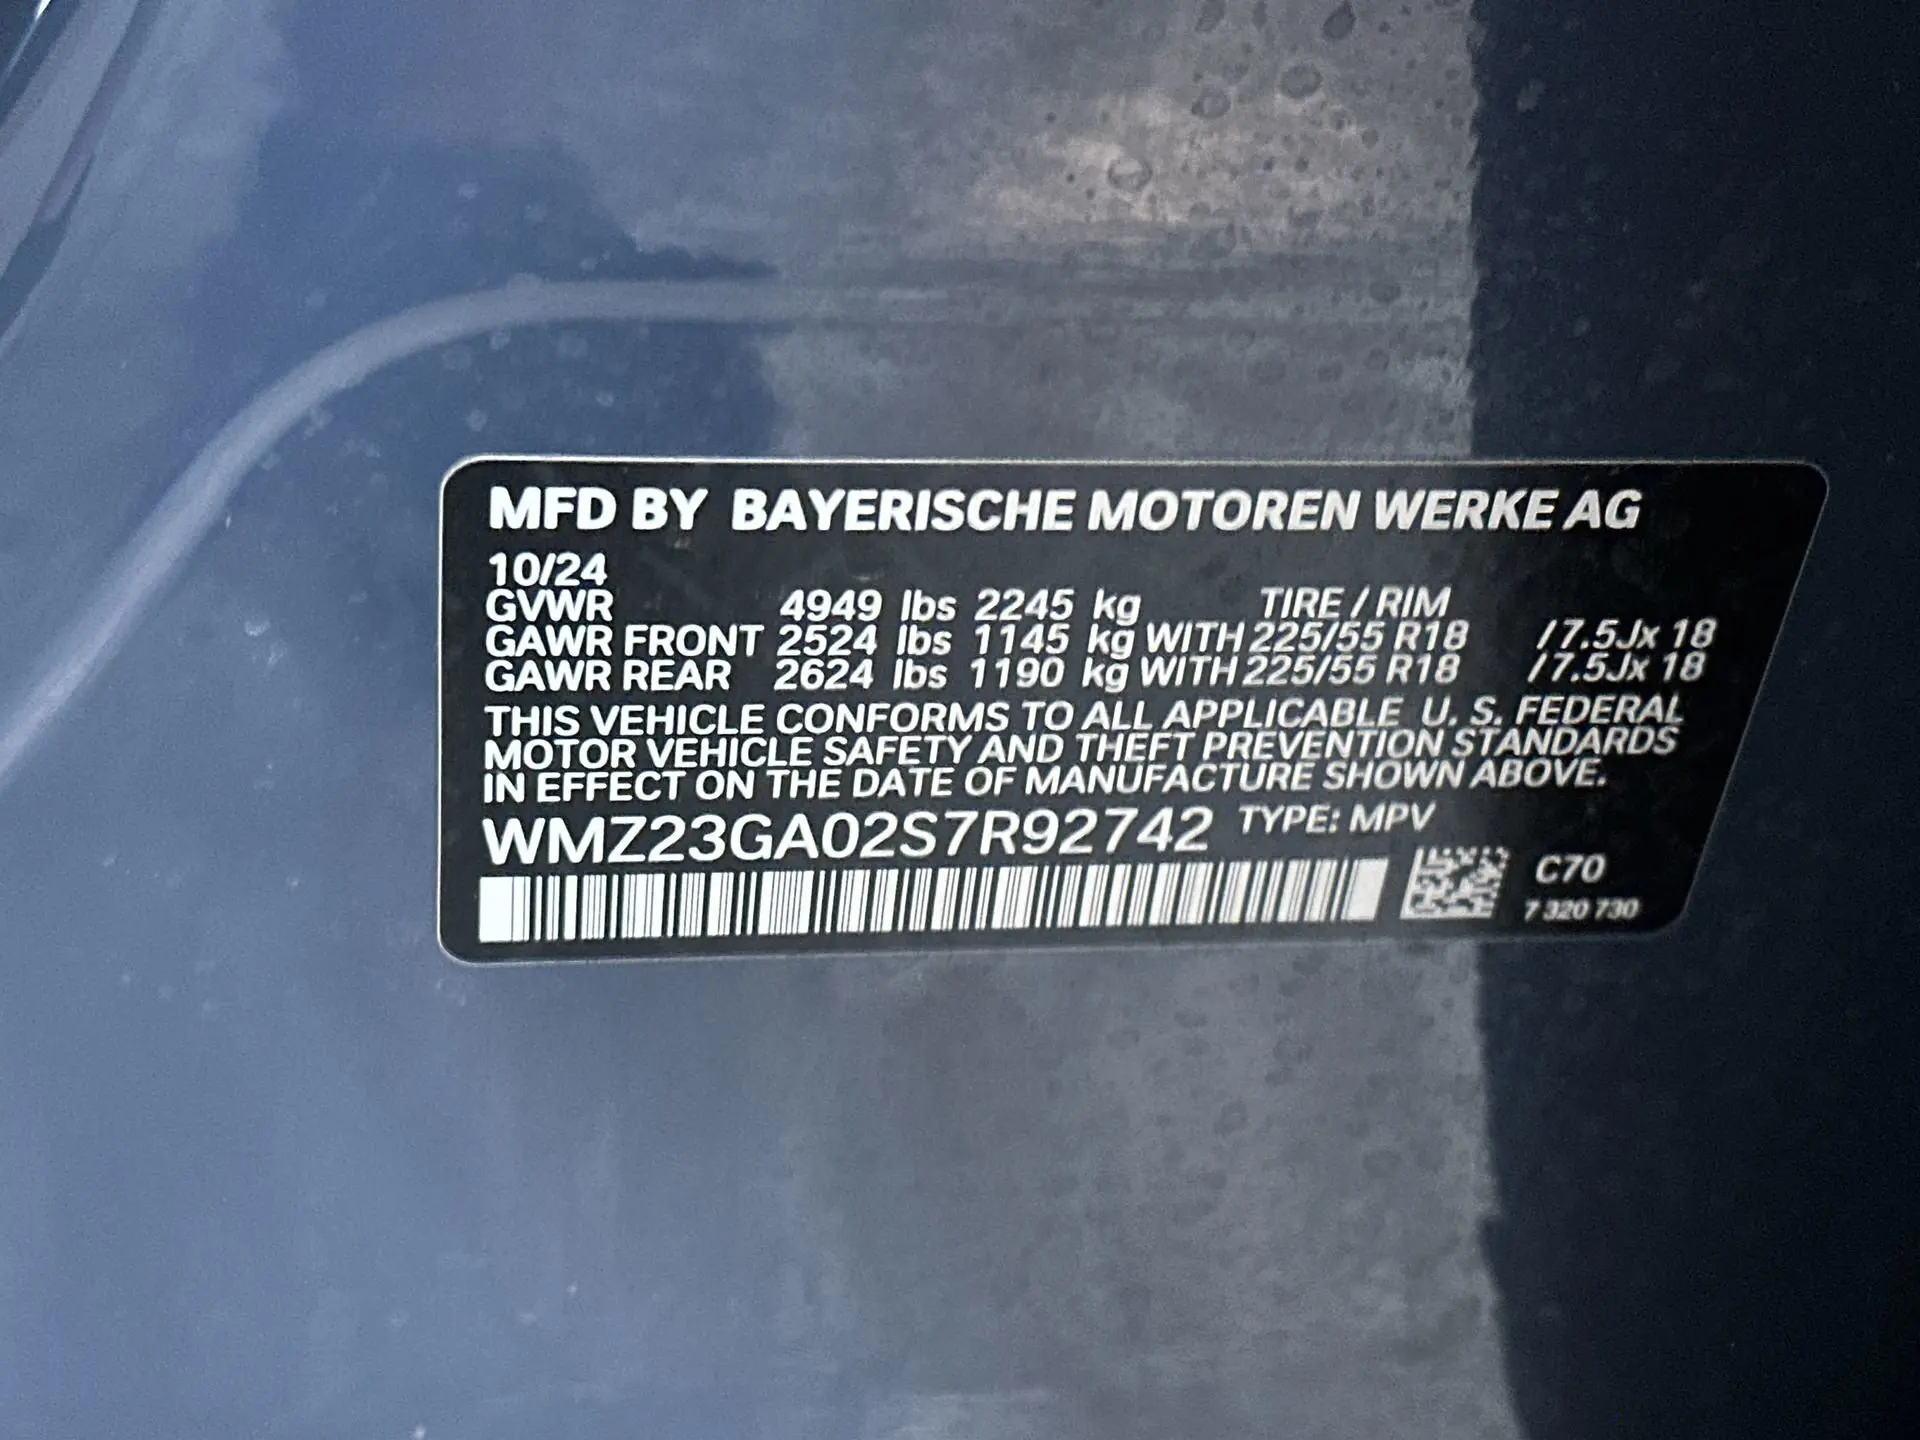 MFD BY BAYERISCHE MOTOREN WERKE AG
10/24
GVWR 4949 lbs 2245 kg TIRE / RIM
GAWR FRONT 2524 lbs 1145 kg WITH 225/55 R18 /7.5Jx 18
GAWR REAR 2624 lbs 1190 kg WITH 225/55 R18 /7.5Jx 18
THIS VEHICLE CONFORMS TO ALL APPLICABLE U. S. FEDERAL
MOTOR VEHICLE SAFETY AND THEFT PREVENTION STANDARDS
IN EFFECT ON THE DATE OF MANUFACTURE SHOWN ABOVE.
WMZ23GA02S7R92742 TYPE: MPV
C70
7 320 730